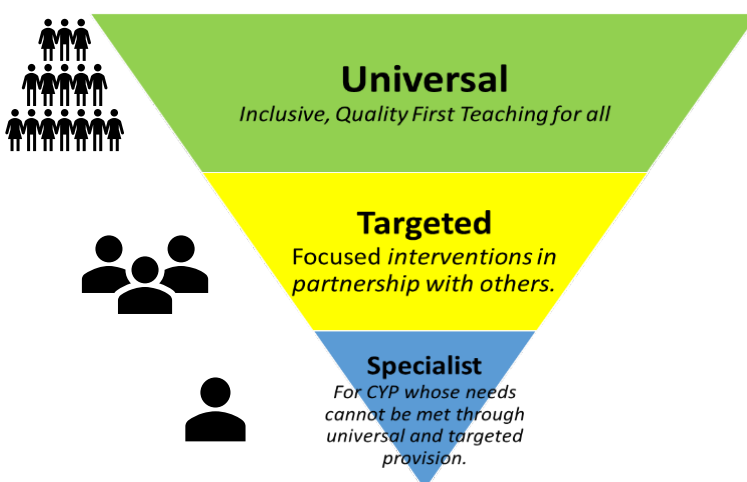 Universal
Inclusive, Quality First Teaching for all
Targeted
Focused interventions in
partnership with others.
Specialist
For CYP whose needs
cannot be met through
universal and targeted
provision.